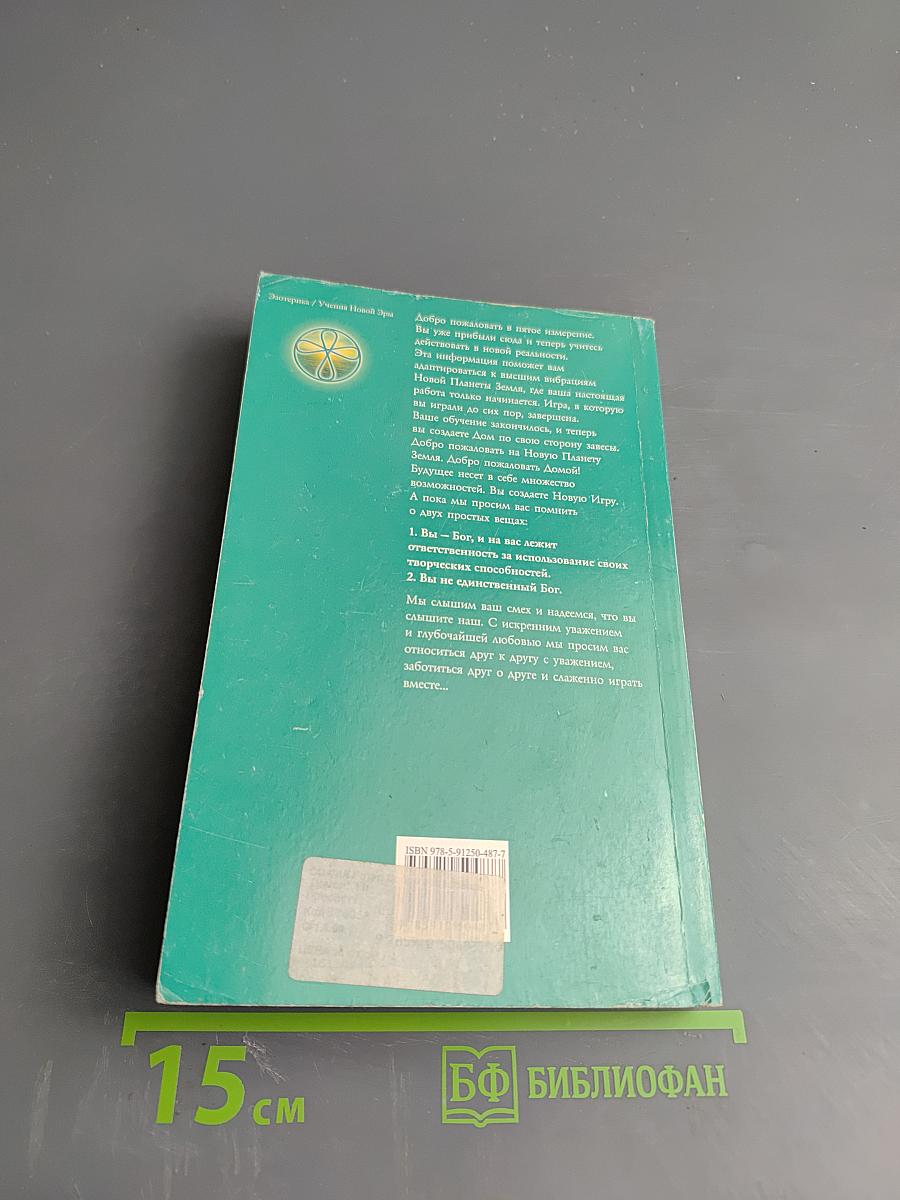 Эзотерика / Учения Новой Эры
Добро пожаловать в пятое измерение.
Вы уже прибыли сюда и теперь учитесь
действовать в новой реальности.
Эта информация поможет вам
адаптироваться к высшим вибрациям
Новой Планеты Земля, где ваша настоящая
работа только начинается. Игра, в которую
вы играли до сих пор, завершена.
Ваше обучение закончилось, и теперь
вы создаете Дом по свою сторону завесы.
Добро пожаловать на Новую Планету
Земля. Добро пожаловать Домой!
Будущее несет в себе множество
возможностей. Вы создаете Новую Игру.
А пока мы просим вас помнить
о двух простых вещах:
1. Вы – Бог, и на вас лежит
ответственность за использование своих
творческих способностей.
2. Вы не единственный Бог.
Мы слышим ваш смех и надеемся, что вы
слышите наш. С искренним уважением
и глубочайшей любовью мы просим вас
относиться друг к другу с уважением,
заботиться друг о друге и слаженно играть
вместе...
ISBN 978-5-91250-487-7
15 см
БФ БИБЛИОФАН